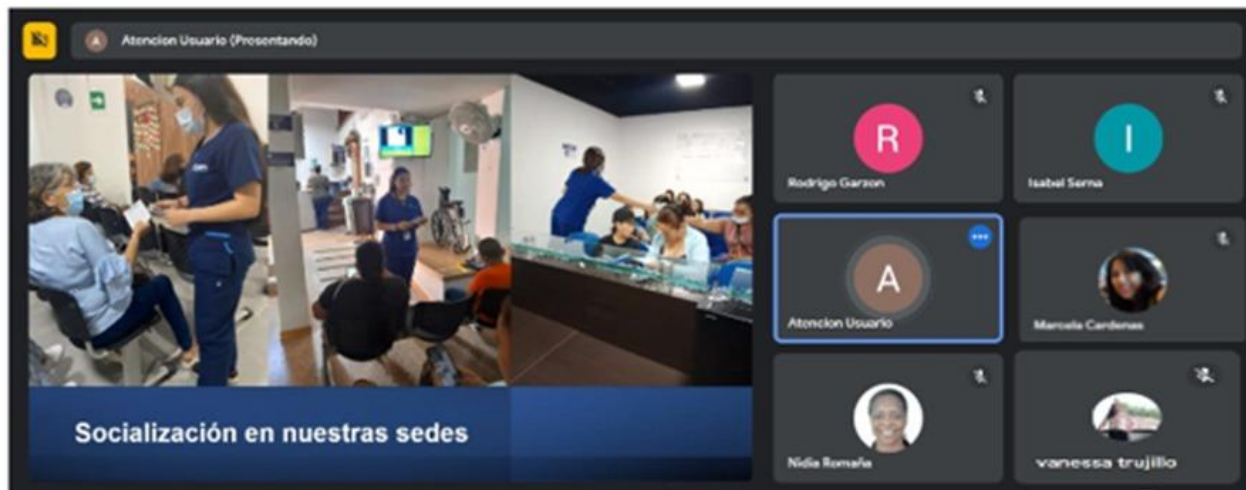 A Atencion Usuario (Presentando)
Socialización en nuestras sedes
R
Rodrigo Garzon
I
Isabel Serna
A
Atencion Usuario
Marcela Cardenas
Nidia Romaña
vanessa trujillo